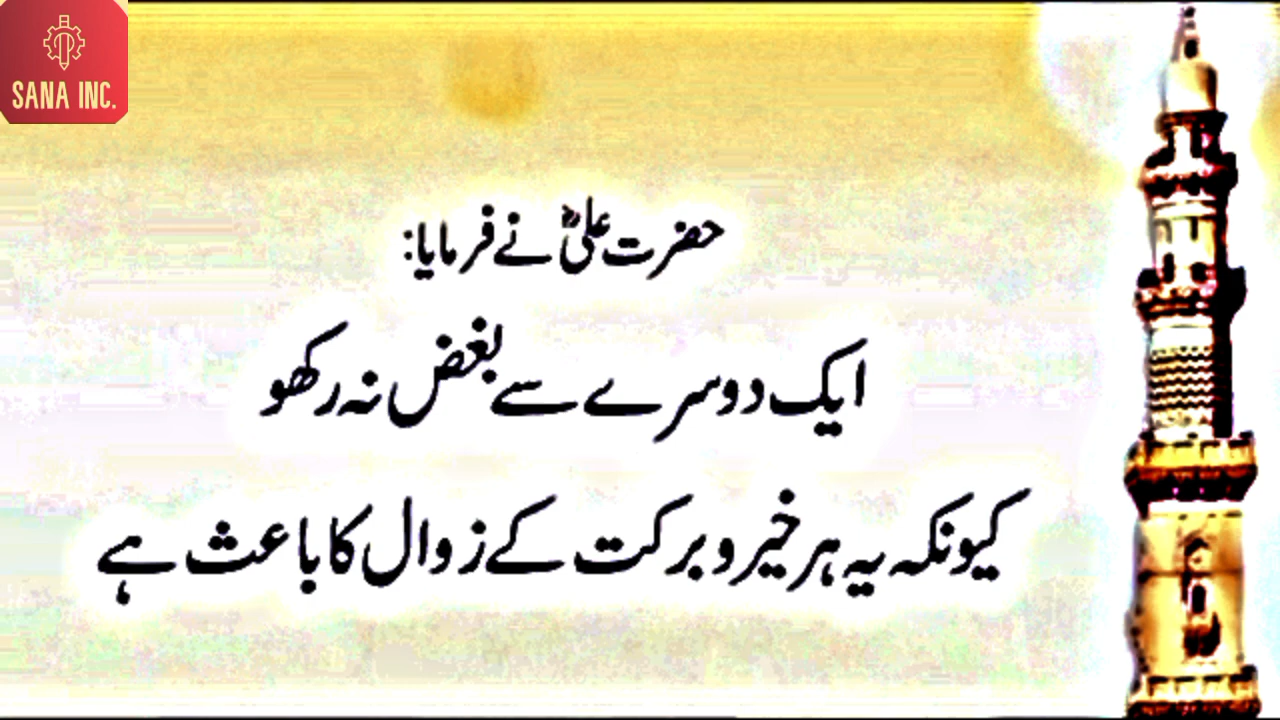 SANA INC.
حضرت علیؓ نے فرمایا:
ایک دوسرے سے بغض نہ رکھو
کیونکہ یہ ہر خیر و برکت کے زوال کا باعث ہے